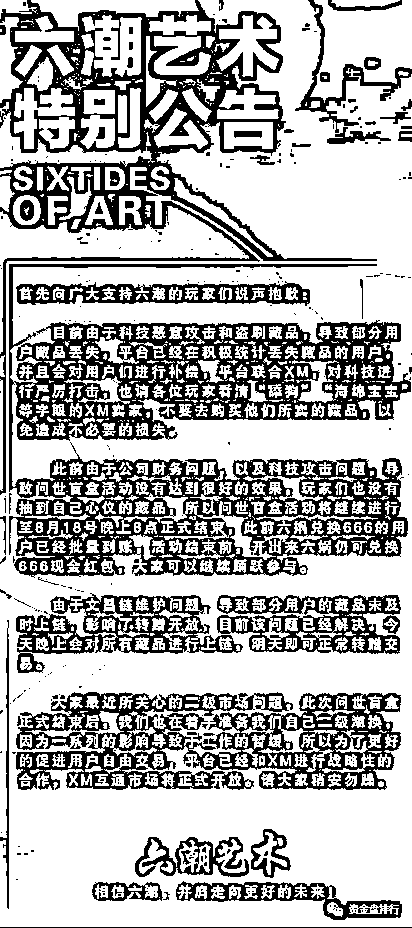 六潮艺术
特别公告
SIXTIDES
OF ART
首先向广大支持六潮的玩家们说声抱歉:
目前由于科技恶意攻击和盗刷藏品,导致部分用
户藏品丢失,平台已经在积极统计丢失藏品的用户,
并且会对用户们进行补偿,平台联合XM,对科技进
行严厉打击,也请各位玩家看清
等字眼的XM卖家,不要去购买他们所卖的藏品,以
免造成不必要的损失。
此前由于公司财务问题,以及科技攻击问题,导
致问世盲盒活动没有达到很好的效果,玩家们也没有
抽到自己心仪的藏品,所以问世盲盒活动将继续进行
至8月18号晚上8点正式结束,此前六潮兑换666的用
户已经批量到账,活动结束前,开出来六潮仍可兑换
666现金红包,大家可以继续踊跃参与。
由于文昌链维护问题,导致部分用户的藏品未及
时上链,影响了转赠开放,目前该问题已经解决,今
天晚上会对所有藏品进行上链,明天即可正常转赠交
易。
大家最近所关心的二级市场问题,此次问世盲盒
正式结束后,我们也在着手准备我们自己二级潮换,
因为一系列的影响导致了工作的暂缓,所以为了更好
的促进用户自由交易,平台已经和XM进行战略性的
合作,XM互通市场将正式开放。请大家稍安勿躁。
六潮艺术
相信六潮,并肩走向更好的未来!
资金盘排行